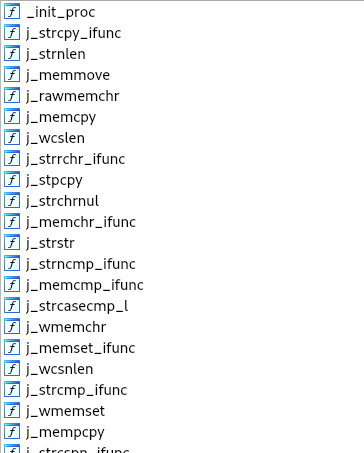 _init_proc
j_strcpy_ifunc
j_strnlen
j_memmove
j_rawmemchr
j_memcpy
j_wcslen
j_strrchr_ifunc
j_stpcpy
j_strchrnul
j_memchr_ifunc
j_strstr
j_strncmp_ifunc
j_memcmp_ifunc
j_strcasecmp_l
j_wmemchr
j_memset_ifunc
j_wcsnlen
j_strcmp_ifunc
j_wmemset
j_mempcpy
j_strcspn_ifunc